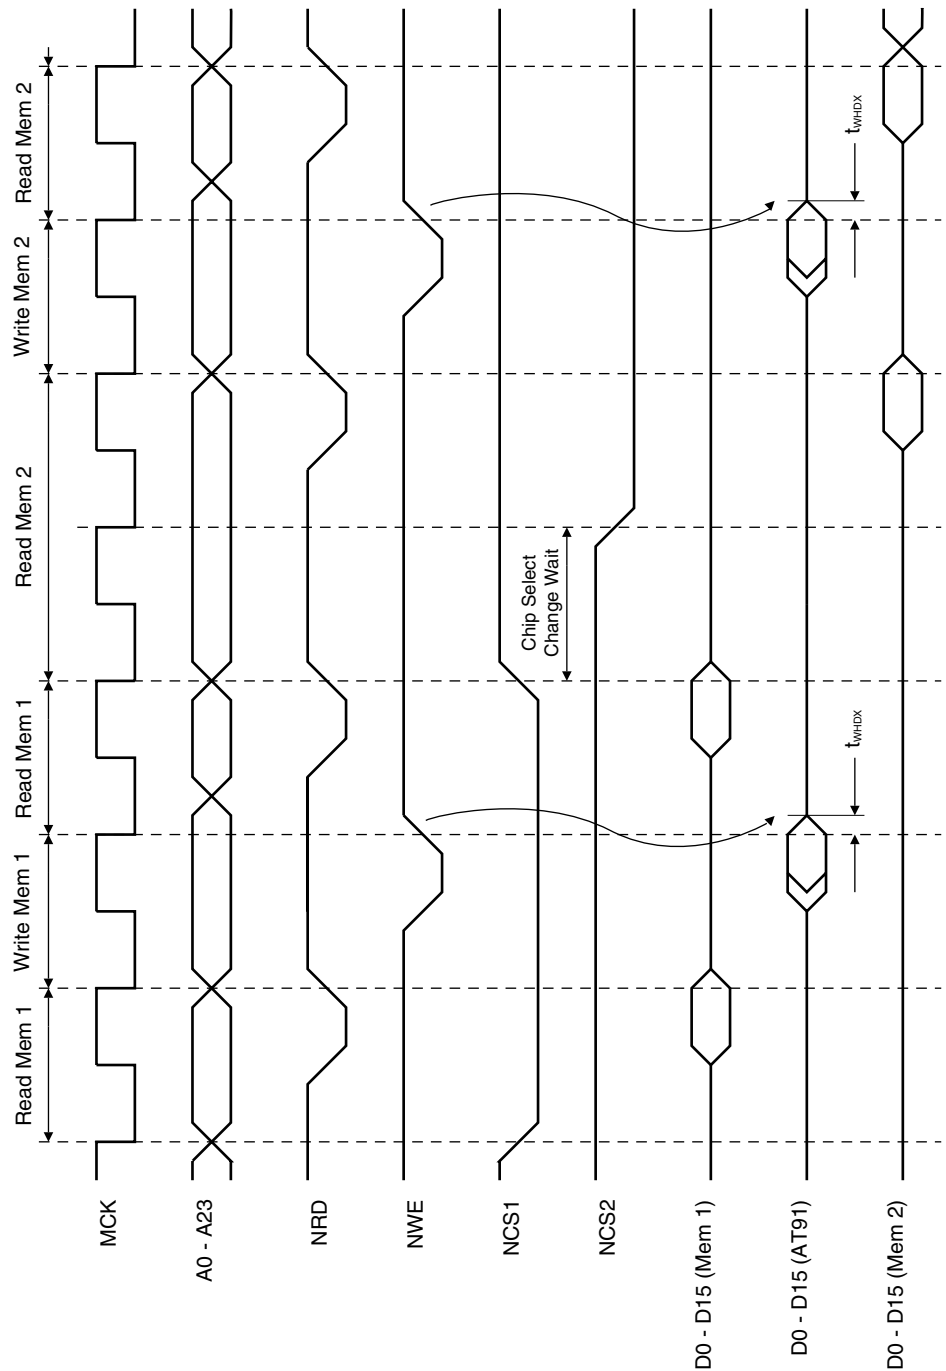 Read Mem 1
Write Mem 1
Read Mem 1
Read Mem 2
Write Mem 2
Read Mem 2
MCK
A0 - A23
NRD
NWE
NCS1
Chip Select
Change Wait
NCS2
D0 - D15 (Mem 1)
D0 - D15 (AT91)
tWHDX
tWHDX
D0 - D15 (Mem 2)